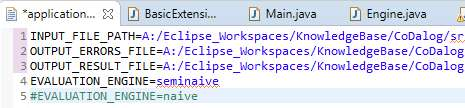 *application... BasicExtensi... Main.java Engine.java
1 INPUT_FILE_PATH=A:/Eclipse_Workspaces/KnowledgeBase/CoDalog/sr
2 OUTPUT_ERRORS_FILE=A:/Eclipse_Workspaces/KnowledgeBase/CoDalog
3 OUTPUT_RESULT_FILE=A:/Eclipse_Workspaces/KnowledgeBase/CoDalog
4 EVALUATION_ENGINE=seminaive
5 #EVALUATION_ENGINE=naive